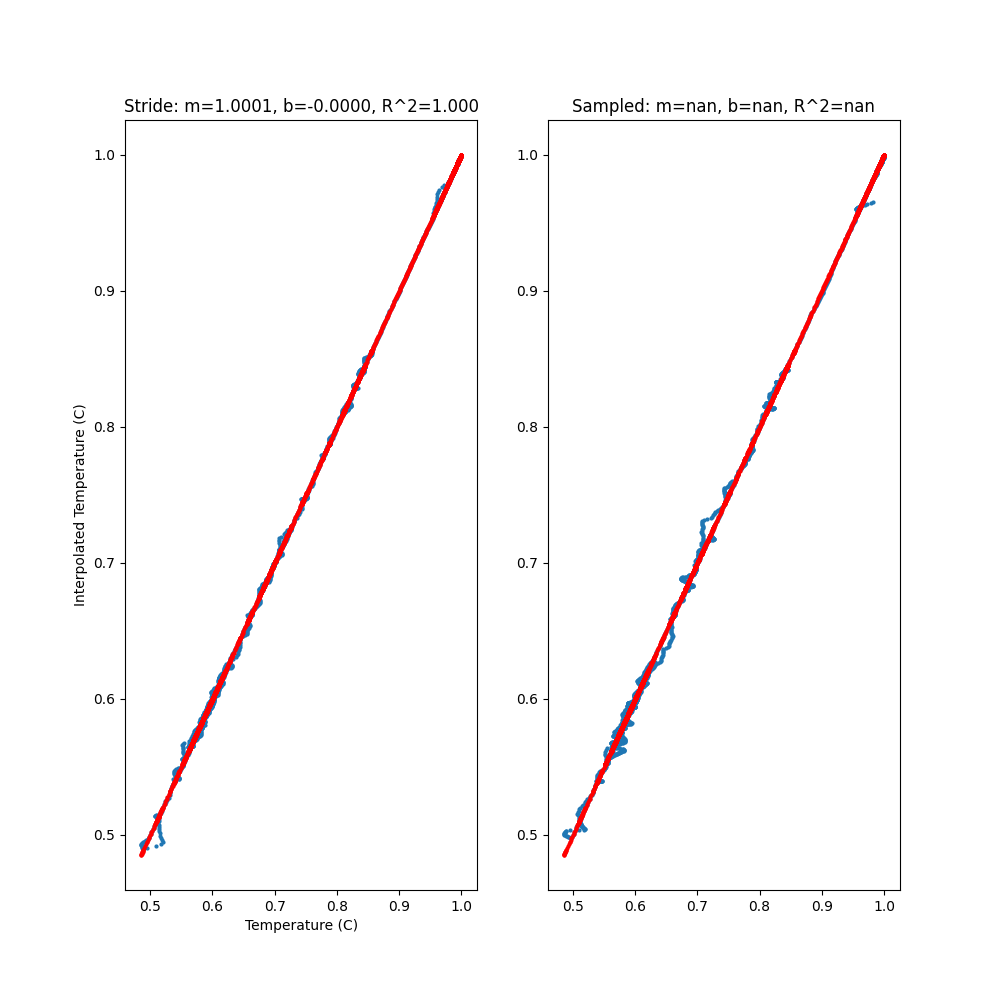 Stride: m=1.0001, b=-0.0000, R^2=1.000
1.0
0.9
0.8
0.7
0.6
0.5
Interpolated Temperature (C)
0.5 0.6 0.7 0.8 0.9 1.0
Temperature (C)
Sampled: m=nan, b=nan, R^2=nan
1.0
0.9
0.8
0.7
0.6
0.5
0.5 0.6 0.7 0.8 0.9 1.0